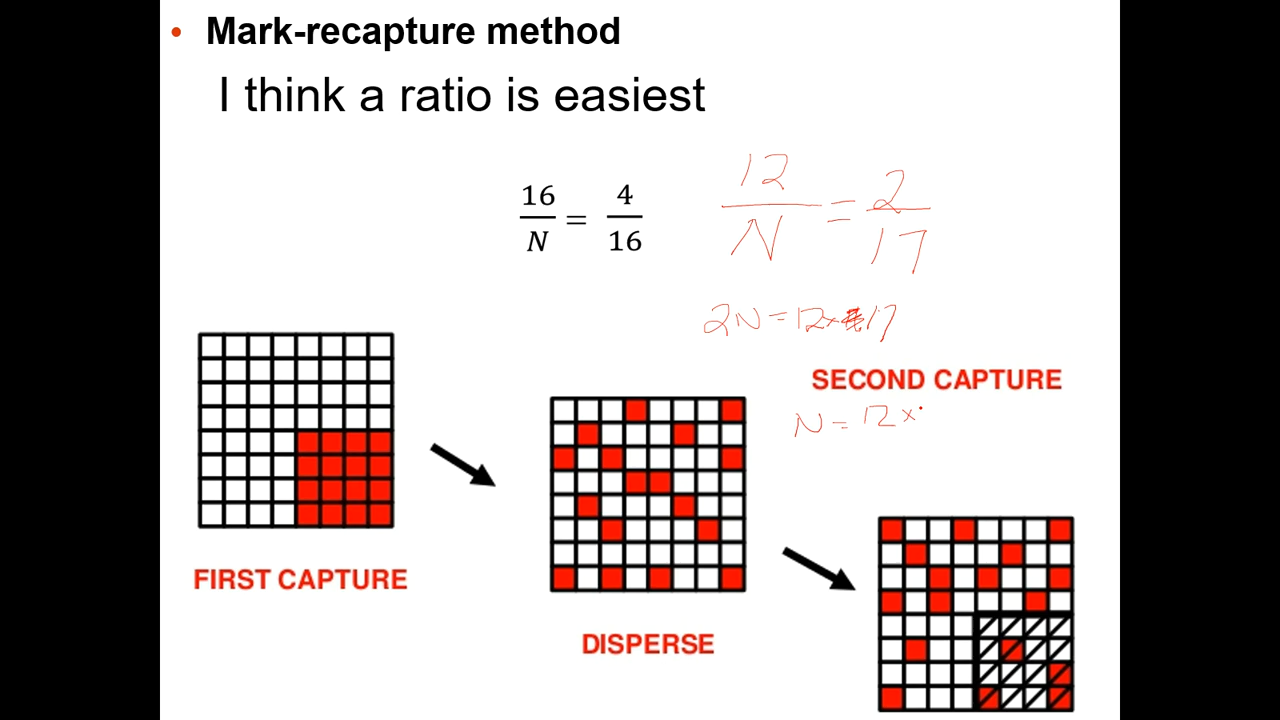 • Mark-recapture method
I think a ratio is easiest
16/N = 4/16
12/N = 2/17
2N = 12 x 17
SECOND CAPTURE
N = 12 x
FIRST CAPTURE
DISPERSE